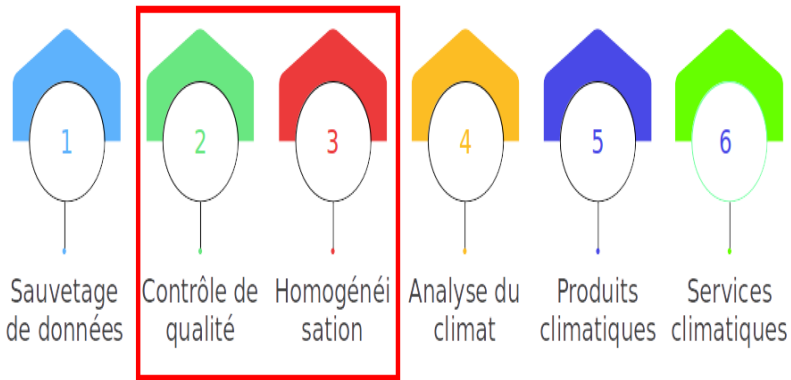 1
2
3
4
5
6
Sauvetage
de données
Contrôle de
qualité
Homogénéi
sation
Analyse du
climat
Produits
climatiques
Services
climatiques